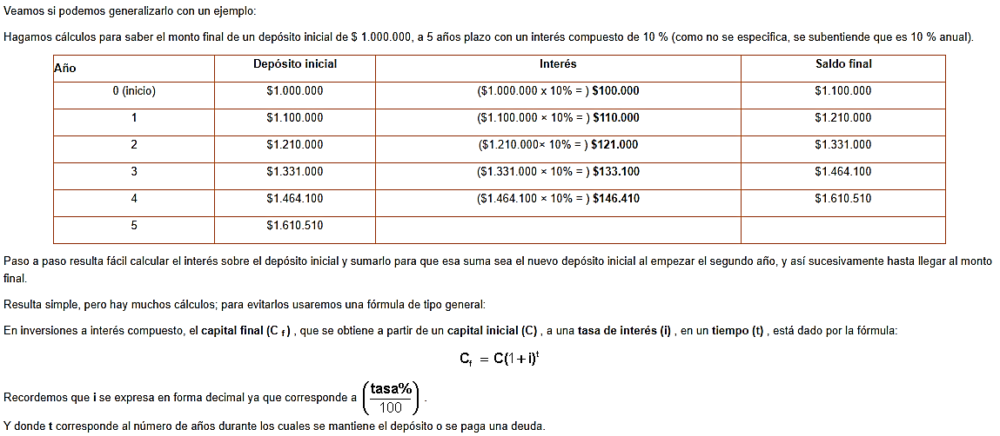 Veamos si podemos generalizarlo con un ejemplo:
Hagamos cálculos para saber el monto final de un depósito inicial de $ 1.000.000, a 5 años plazo con un interés compuesto de 10 % (como no se especifica, se subentiende que es 10 % anual).
Año Depósito inicial Interés Saldo final
0 (inicio) $1.000.000 ($1.000.000 x 10% = ) $100.000 $1.100.000
1 $1.100.000 ($1.100.000 × 10% = ) $110.000 $1.210.000
2 $1.210.000 ($1.210.000× 10% = ) $121.000 $1.331.000
3 $1.331.000 ($1.331.000 × 10% = ) $133.100 $1.464.100
4 $1.464.100 ($1.464.100 × 10% = ) $146.410 $1.610.510
5 $1.610.510
Paso a paso resulta fácil calcular el interés sobre el depósito inicial y sumarlo para que esa suma sea el nuevo depósito inicial al empezar el segundo año, y así sucesivamente hasta llegar al monto
final.
Resulta simple, pero hay muchos cálculos; para evitarlos usaremos una fórmula de tipo general:
En inversiones a interés compuesto, el capital final (C f) , que se obtiene a partir de un capital inicial (C) , a una tasa de interés (i) , en un tiempo (t) , está dado por la fórmula:
Cf = C(1+i)^t
Recordemos que i se expresa en forma decimal ya que corresponde a (tasa%/100) .
Y donde t corresponde al número de años durante los cuales se mantiene el depósito o se paga una deuda.